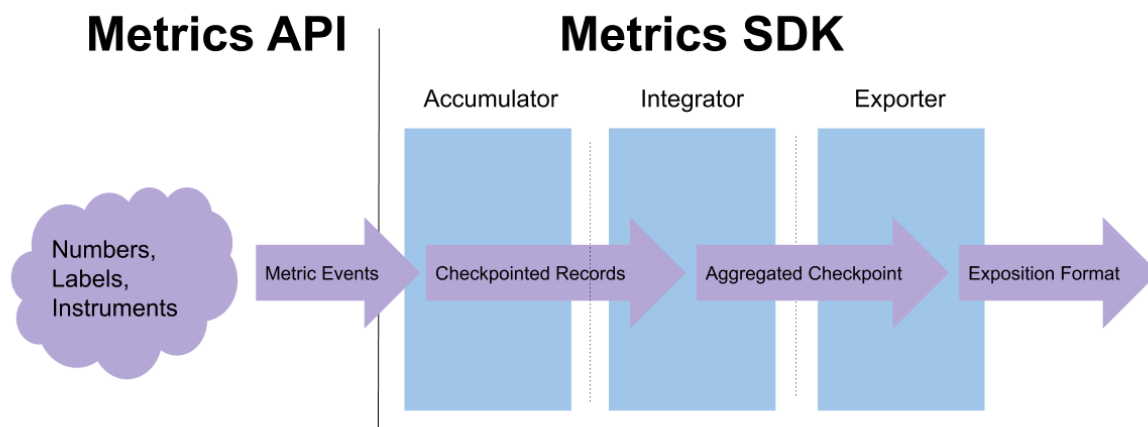 Metrics API
Metrics SDK
Accumulator
Integrator
Exporter
Numbers,
Labels,
Instruments
Metric Events
Checkpointed Records
Aggregated Checkpoint
Exposition Format